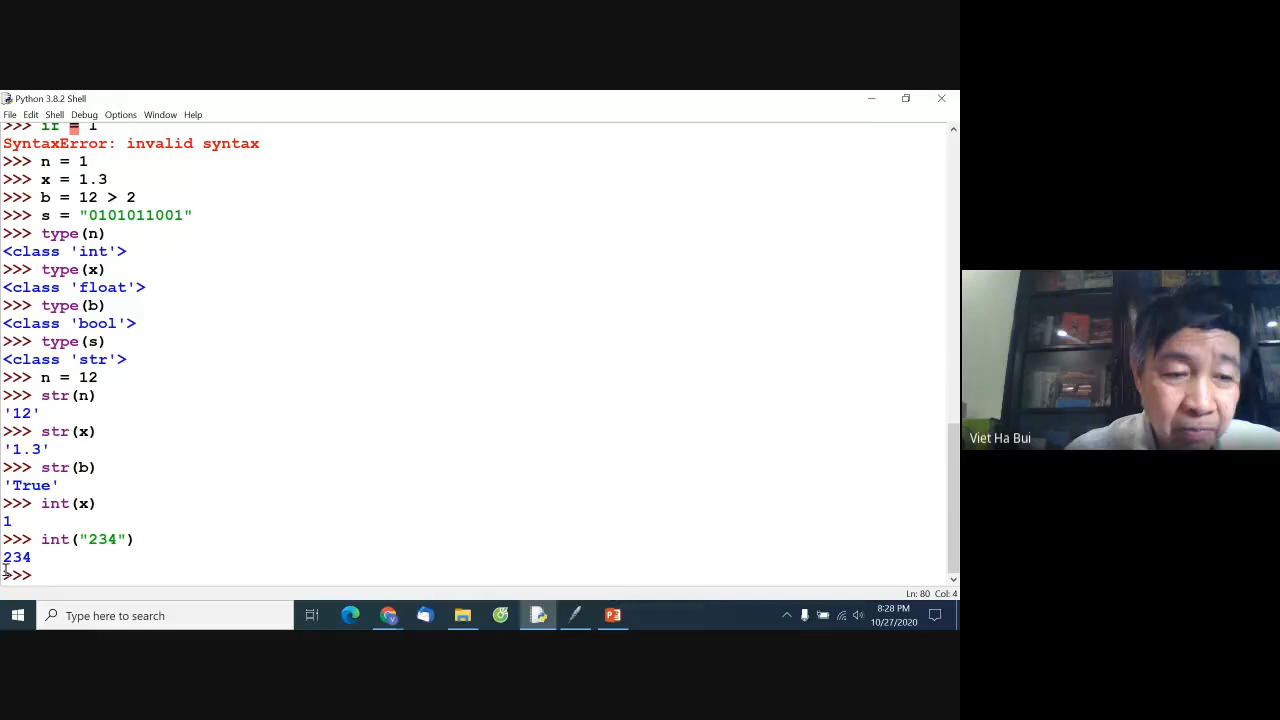 Python 3.8.2 Shell
File Edit Shell Debug Options Window Help
>>> if = 1
SyntaxError: invalid syntax
>>> n = 1
>>> x = 1.3
>>> b = 12 > 2
>>> s = "0101011001"
>>> type(n)
<class 'int'>
>>> type(x)
<class 'float'>
>>> type(b)
<class 'bool'>
>>> type(s)
<class 'str'>
>>> n = 12
>>> str(n)
'12'
>>> str(x)
'1.3'
>>> str(b)
'True'
>>> int(x)
1
>>> int("234")
234
>>>
Ln: 80 Col: 4
Type here to search
8:28 PM
10/27/2020
Viet Ha Bui